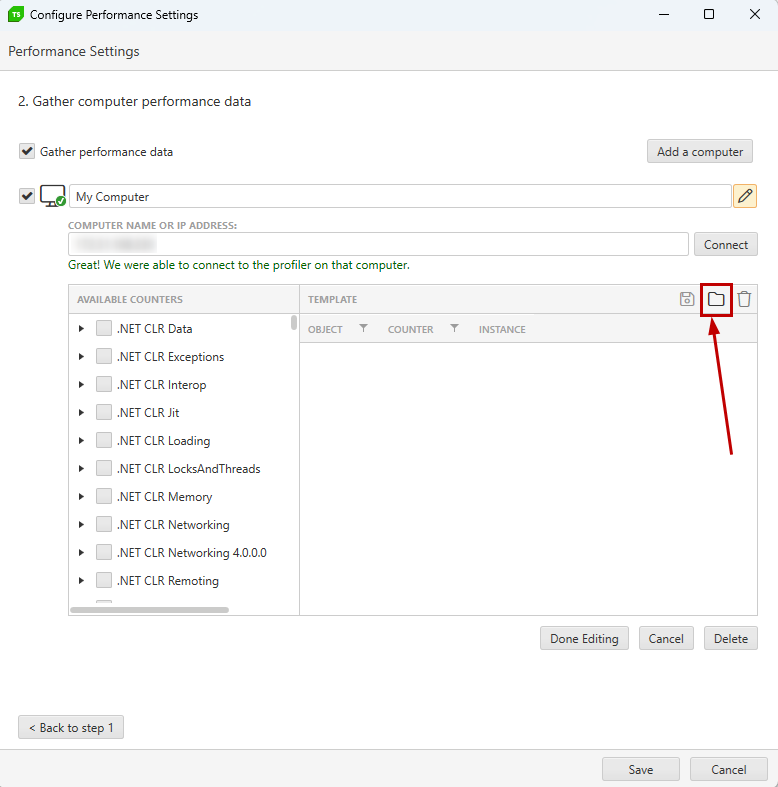 TS Configure Performance Settings
Performance Settings
2. Gather computer performance data
Gather performance data
Add a computer
My Computer
COMPUTER NAME OR IP ADDRESS:
Connect
Great! We were able to connect to the profiler on that computer.
AVAILABLE COUNTERS
TEMPLATE
OBJECT COUNTER INSTANCE
.NET CLR Data
.NET CLR Exceptions
.NET CLR Interop
.NET CLR Jit
.NET CLR Loading
.NET CLR LocksAndThreads
.NET CLR Memory
.NET CLR Networking
.NET CLR Networking 4.0.0.0
.NET CLR Remoting
Done Editing Cancel Delete
< Back to step 1
Save Cancel